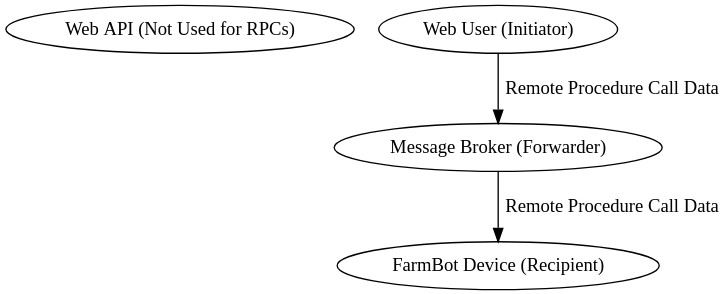 Web API (Not Used for RPCs)
Web User (Initiator)
Remote Procedure Call Data
Message Broker (Forwarder)
Remote Procedure Call Data
FarmBot Device (Recipient)